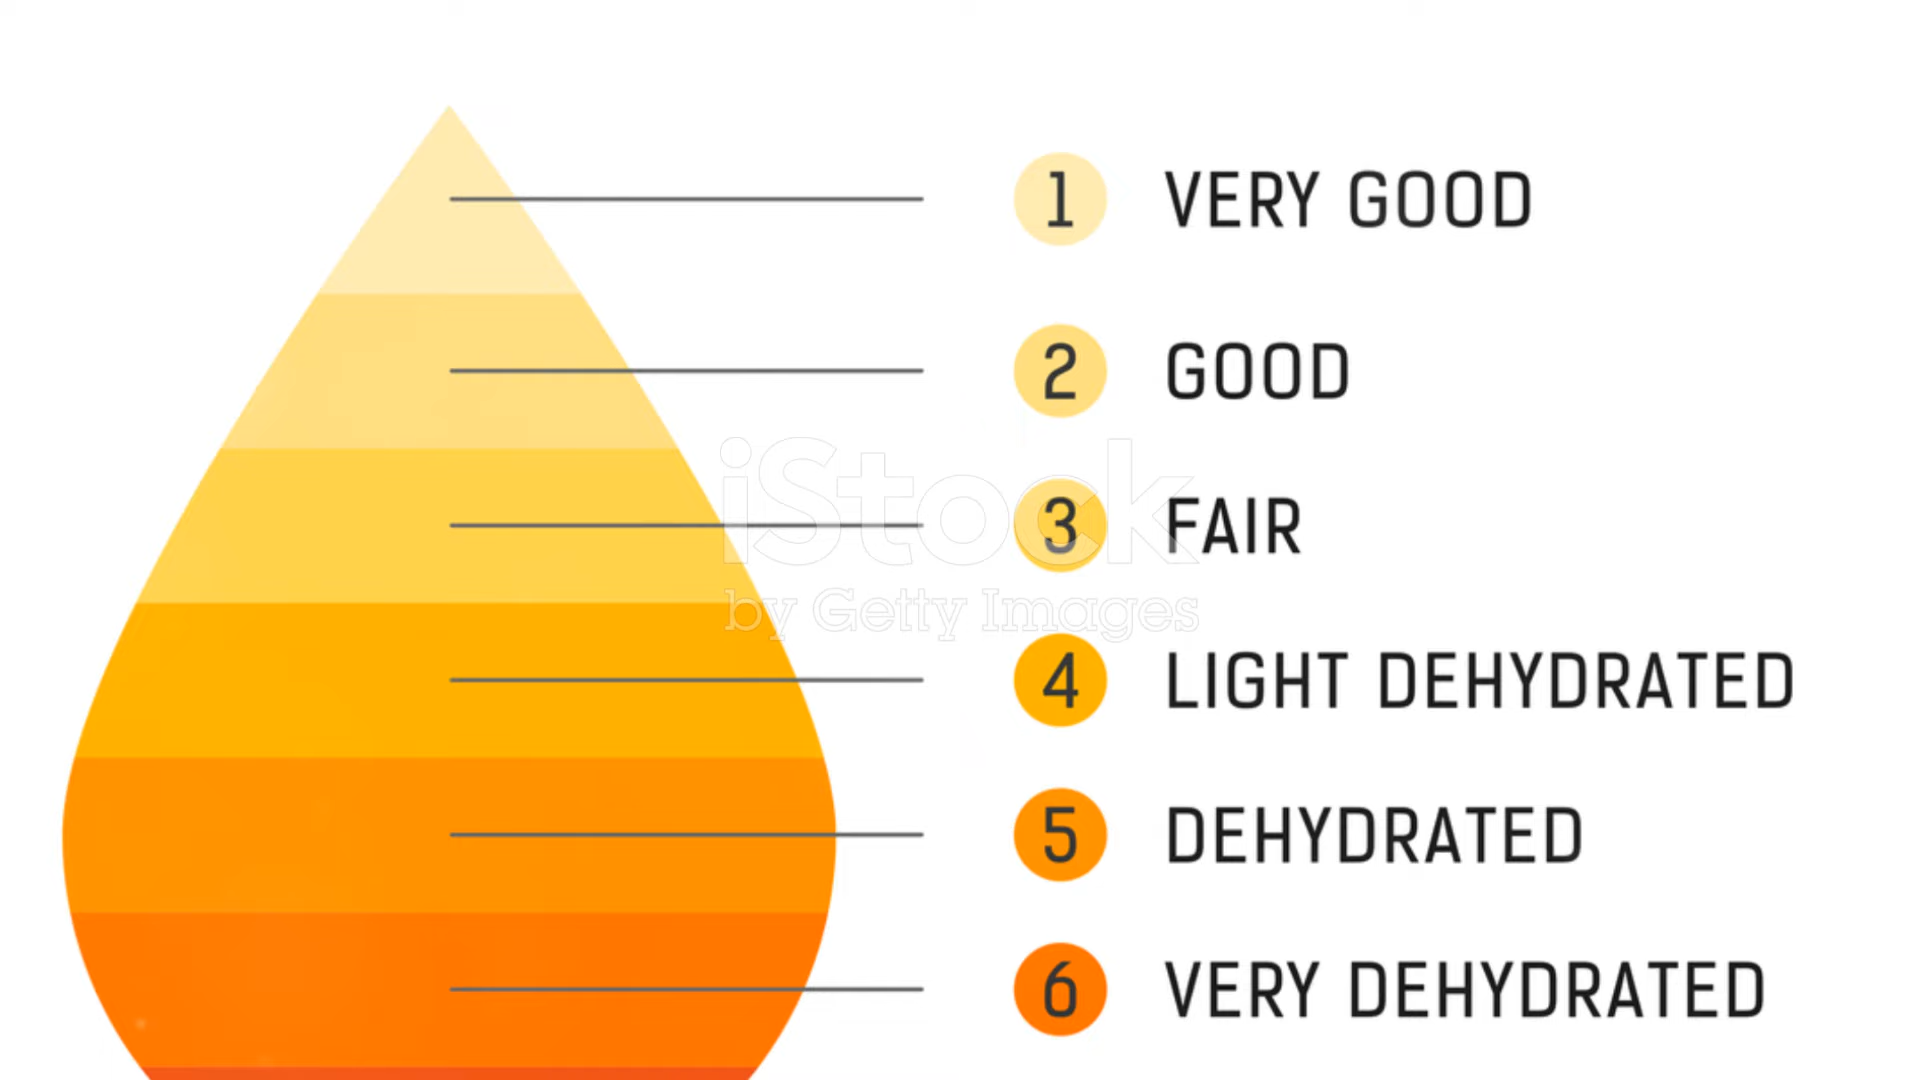 1 VERY GOOD
2 GOOD
3 FAIR
iStock
by Getty Images
4 LIGHT DEHYDRATED
5 DEHYDRATED
6 VERY DEHYDRATED